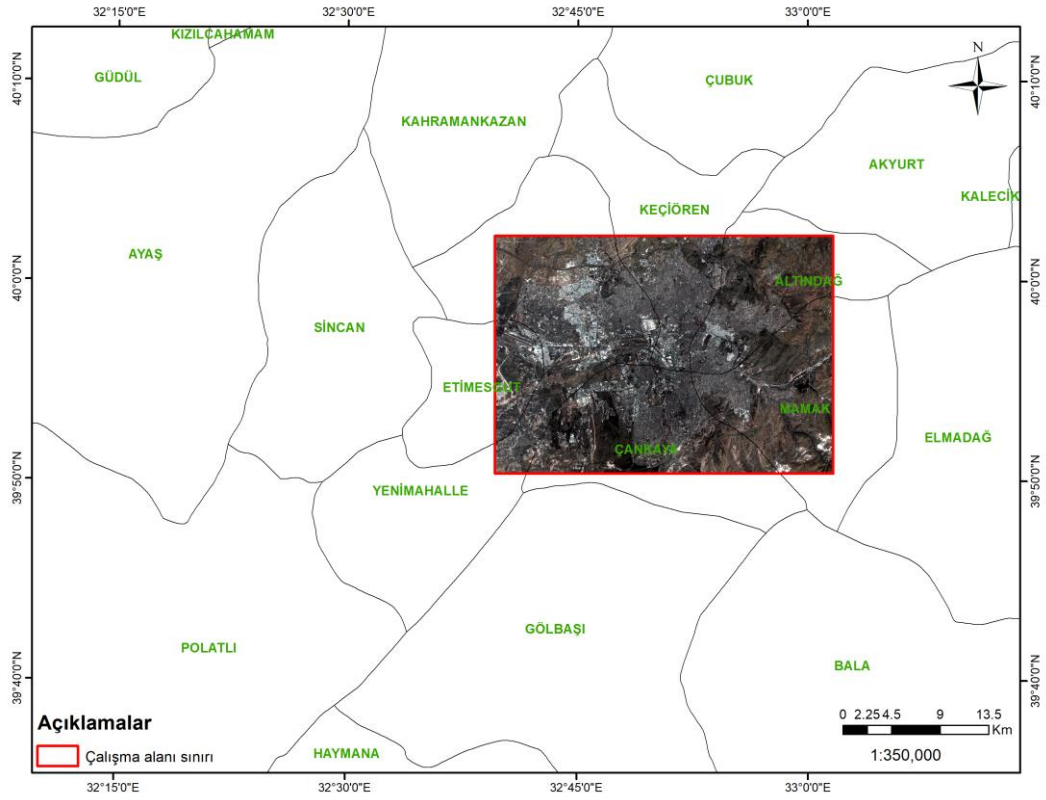 32°15'0"E
32°30'0"E
32°45'0"E
33°0'0"E
KIZILCAHAMAM
N
GÜDÜL
ÇUBUK
40°10'0"N
40°10'0"N
KAHRAMANKAZAN
AKYURT
KALECİK
KEÇİÖREN
AYAŞ
40°0'0"N
ALTINDAĞ
40°0'0"N
SİNCAN
ETİMESGUT
MAMAK
ELMADAĞ
ÇANKAYA
39°50'0"N
YENİMAHALLE
39°50'0"N
GÖLBAŞI
POLATLI
BALA
39°40'0"N
39°40'0"N
Açıklamalar
Çalışma alanı sınırı
HAYMANA
0 2.25 4.5 9 13.5
Km
1:350,000
32°15'0"E
32°30'0"E
32°45'0"E
33°0'0"E